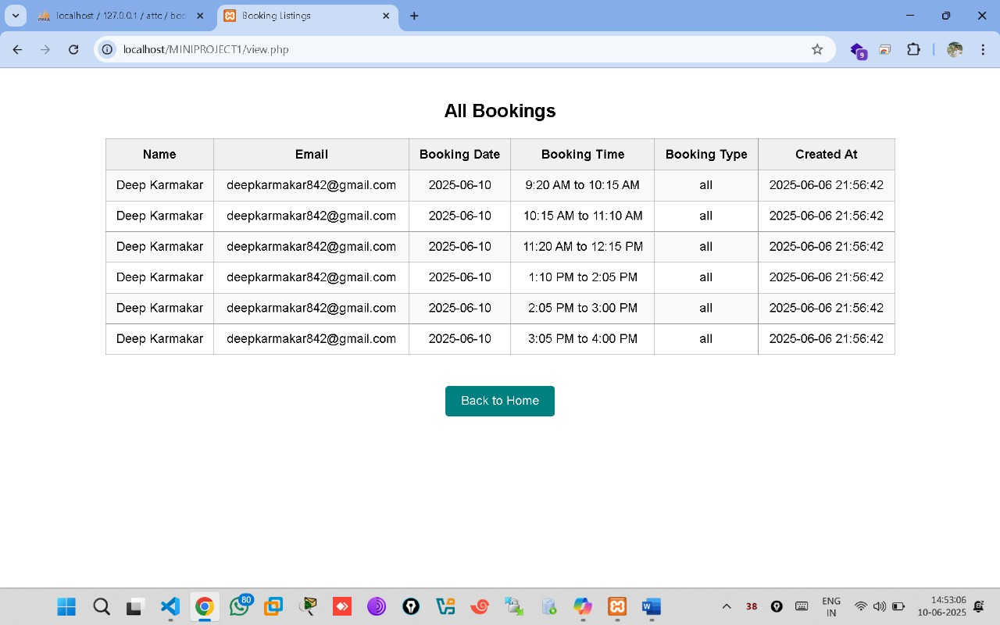 localhost / 127.0.0.1 / attc / boo
Booking Listings
localhost/MINIPROJECT1/view.php
9
All Bookings
Name Email Booking Date Booking Time Booking Type Created At
Deep Karmakar deepkarmakar842@gmail.com 2025-06-10 9:20 AM to 10:15 AM all 2025-06-06 21:56:42
Deep Karmakar deepkarmakar842@gmail.com 2025-06-10 10:15 AM to 11:10 AM all 2025-06-06 21:56:42
Deep Karmakar deepkarmakar842@gmail.com 2025-06-10 11:20 AM to 12:15 PM all 2025-06-06 21:56:42
Deep Karmakar deepkarmakar842@gmail.com 2025-06-10 1:10 PM to 2:05 PM all 2025-06-06 21:56:42
Deep Karmakar deepkarmakar842@gmail.com 2025-06-10 2:05 PM to 3:00 PM all 2025-06-06 21:56:42
Deep Karmakar deepkarmakar842@gmail.com 2025-06-10 3:05 PM to 4:00 PM all 2025-06-06 21:56:42
Back to Home
80
38
ENG
IN
14:53:06
10-06-2025